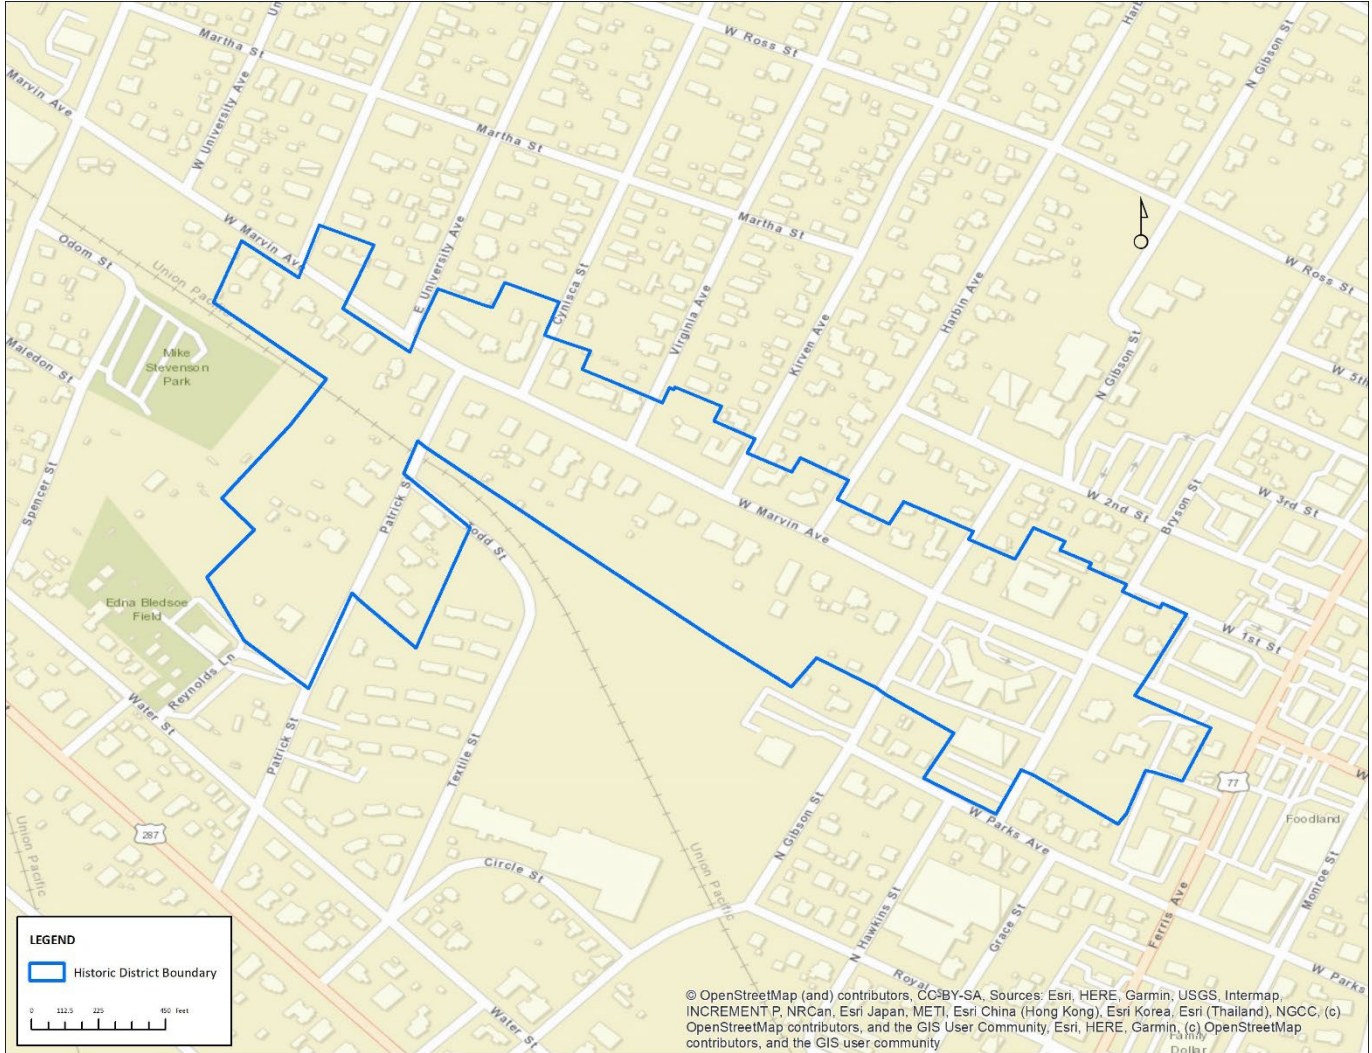 Martha St
W Ross St
N Gibson St
Marvin Ave
W University Ave
Martha St
W Marvin Ave
E University Ave
Martha St
W Ross St
Odom St
Union Pacific
Cynisca St
Virginia Ave
Harbin Ave
Kirven Ave
N Gibson St
Maledon St
Mike
Stevenson
Park
W 5th
Spencer St
Patrick S
W Marvin Ave
W 2nd St
W 3rd St
Bryson St
Todd St
Edna Bledsoe
Field
Reynolds Ln
W 1st St
Water St
Patrick St
Textile St
N Gibson St
W Parks Ave
77
Foodland
287
Union Pacific
Circle St
Union Pacific
N Hawkins St
Grace St
Ferris Ave
Monroe St
W Parks
Royal
Water St
W
LEGEND
Historic District Boundary
0 112.5 225 450 Feet
© OpenStreetMap (and) contributors, CC-BY-SA, Sources: Esri, HERE, Garmin, USGS, Intermap,
INCREMENT P, NRCan, Esri Japan, METI, Esri China (Hong Kong), Esri Korea, Esri (Thailand), NGCC, (c)
OpenStreetMap contributors, and the GIS User Community, Esri, HERE, Garmin, (c) OpenStreetMap
contributors, and the GIS user community
Family
Dollar